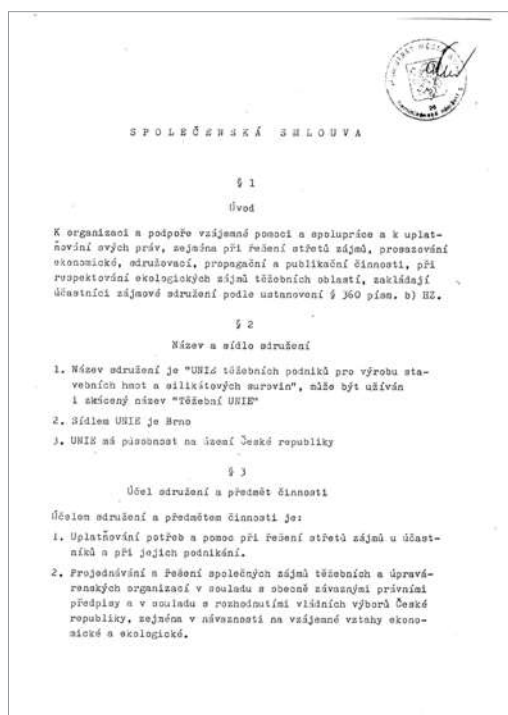 SPOLEČENSKÁ SMLOUVA
§ 1
Úvod
K organizaci a podpoře vzájemné pomoci a spolupráce a k uplat-
ňování svých práv, zejména při řešení střetů zájmů, prosazování
ekonomické, sdružovací, propagační a publikační činnosti, při
respektování ekologických zájmů těžebních oblastí, zakládají
účastníci zájmové sdružení podle ustanovení § 360 písm. b) HZ.
§ 2
Název a sídlo sdružení
1. Název sdružení je "UNIE těžebních podniků pro výrobu sta-
vebních hmot a silikátových surovin", může být užíván
i zkrácený název "Těžební UNIE"
2. Sídlem UNIE je Brno
3. UNIE má působnost na území České republiky
§ 3
Účel sdružení a předmět činnosti
Účelem sdružení a předmětem činnosti je:
1. Uplatňování potřeb a pomoc při řešení střetů zájmů u účast-
níků a při jejich podnikání.
2. Projednávání a řešení společných zájmů těžebních a úpravá-
renských organizací v souladu s obecně závaznými právními
předpisy a v souladu s rozhodnutími vládních výborů České
republiky, zejména v návaznosti na vzájemné vztahy ekono-
mické a ekologické.